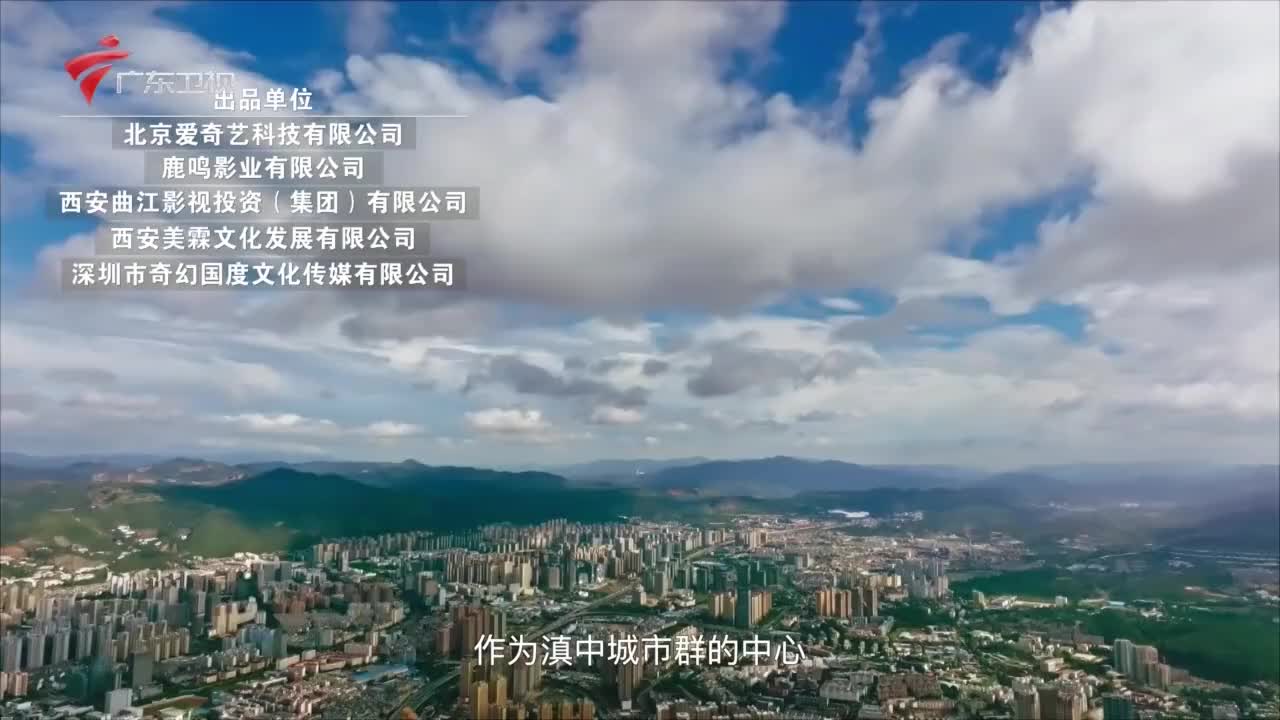 广东卫视
出品单位
北京爱奇艺科技有限公司
鹿鸣影业有限公司
西安曲江影视投资（集团）有限公司
西安美霖文化发展有限公司
深圳市奇幻国度文化传媒有限公司
作为滇中城市群的中心